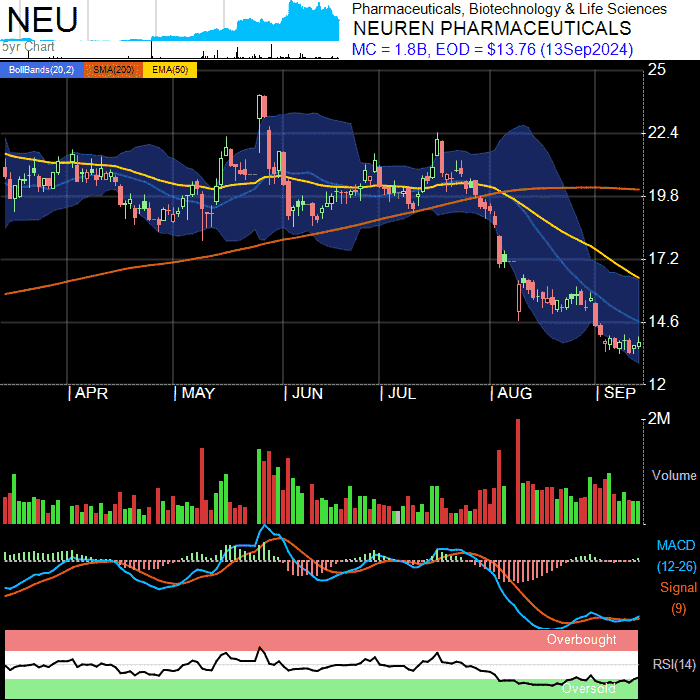 NEU
5yr Chart
Pharmaceuticals, Biotechnology & Life Sciences
NEUREN PHARMACEUTICALS
MC = 1.8B, EOD = $13.76 (13Sep2024)
BollBands(20,2) SMA(200) EMA(50)
25
22.4
19.8
17.2
14.6
12
APR MAY JUN JUL AUG SEP
2M
Volume
MACD
(12-26)
Signal
(9)
Overbought
RSI(14)
Oversold